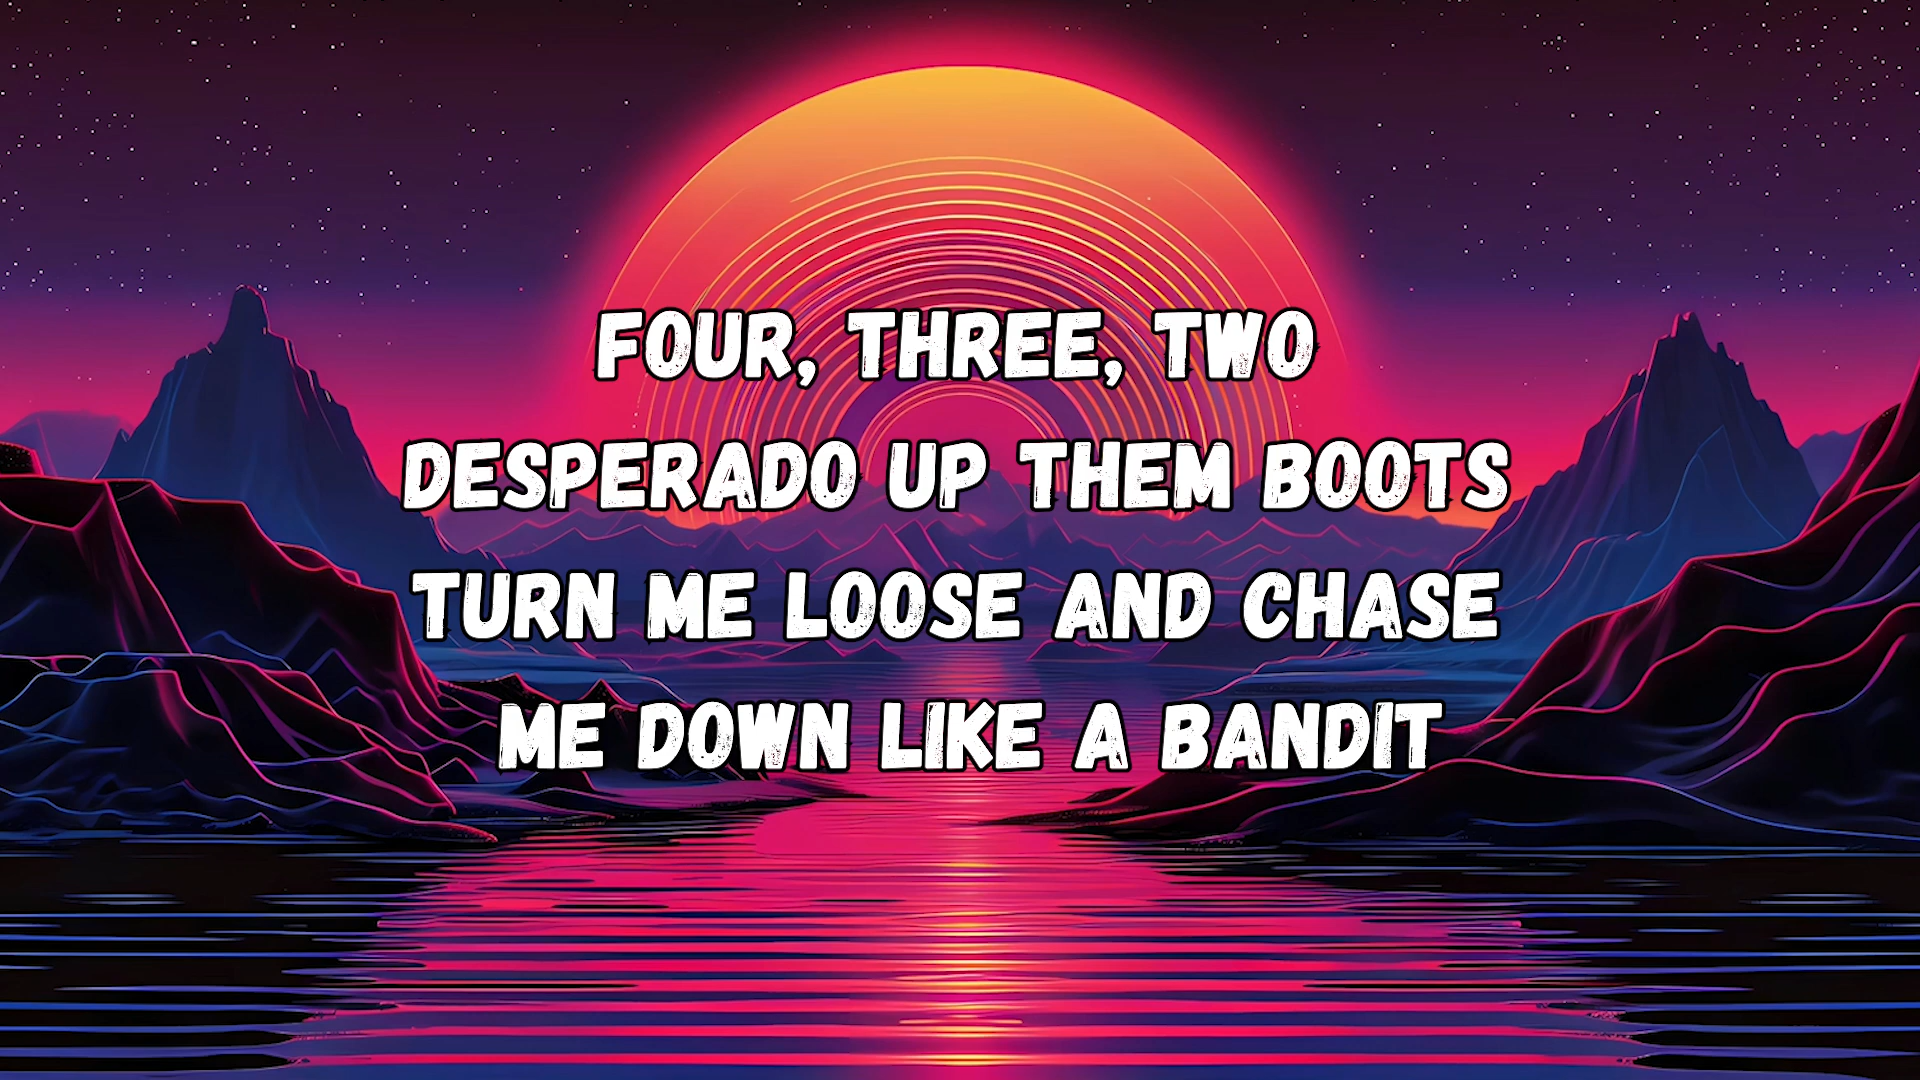 FOUR, THREE, TWO
DESPERADO UP THEM BOOTS
TURN ME LOOSE AND CHASE
ME DOWN LIKE A BANDIT